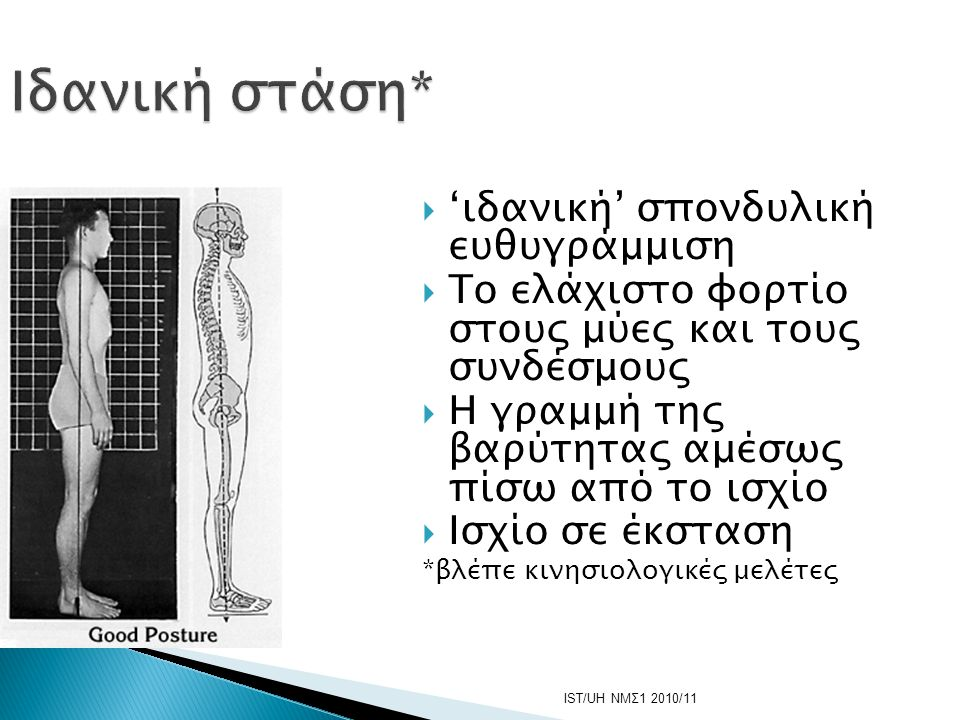 Ιδανική στάση*
‘ιδανική’ σπονδυλική
ευθυγράμμιση
Το ελάχιστο φορτίο
στους μύες και τους
συνδέσμους
Η γραμμή της
βαρύτητας αμέσως
πίσω από το ισχίο
Ισχίο σε έκσταση
*βλέπε κινησιολογικές μελέτες
Good Posture
IST/UH ΝΜΣ1 2010/11